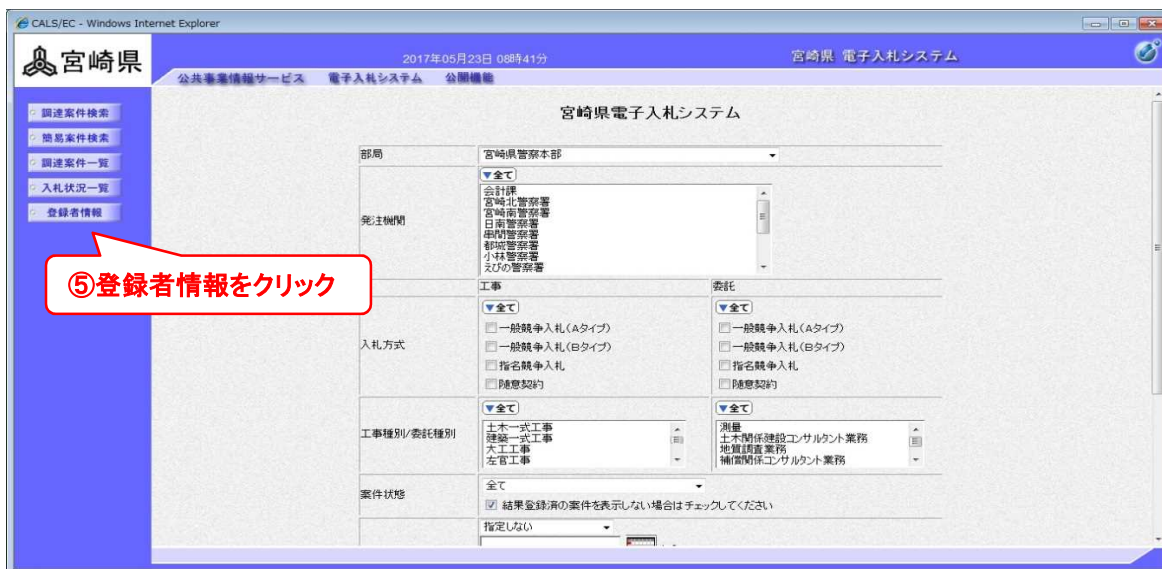 CALS/EC - Windows Internet Explorer
宮崎県
2017年05月23日 08時41分
宮崎県 電子入札システム
公共事業情報サービス 電子入札システム 公開機能
調達案件検索
簡易案件検索
調達案件一覧
入札状況一覧
登録者情報
⑤登録者情報をクリック
宮崎県電子入札システム
部局 宮崎県警察本部
発注機関
▼全て
会計課
宮崎北警察署
宮崎南警察署
日南警察署
串間警察署
都城警察署
小林警察署
えびの警察署
工事 委託
入札方式
▼全て ▼全て
一般競争入札(Aタイプ) 一般競争入札(Aタイプ)
一般競争入札(Bタイプ) 一般競争入札(Bタイプ)
指名競争入札 指名競争入札
随意契約 随意契約
工事種別/委託種別
▼全て ▼全て
土木一式工事 測量
建築一式工事 土木関係建設コンサルタント業務
大工工事 地質調査業務
左官工事 補償関係コンサルタント業務
案件状態
全て
結果登録済の案件を表示しない場合はチェックしてください
指定しない